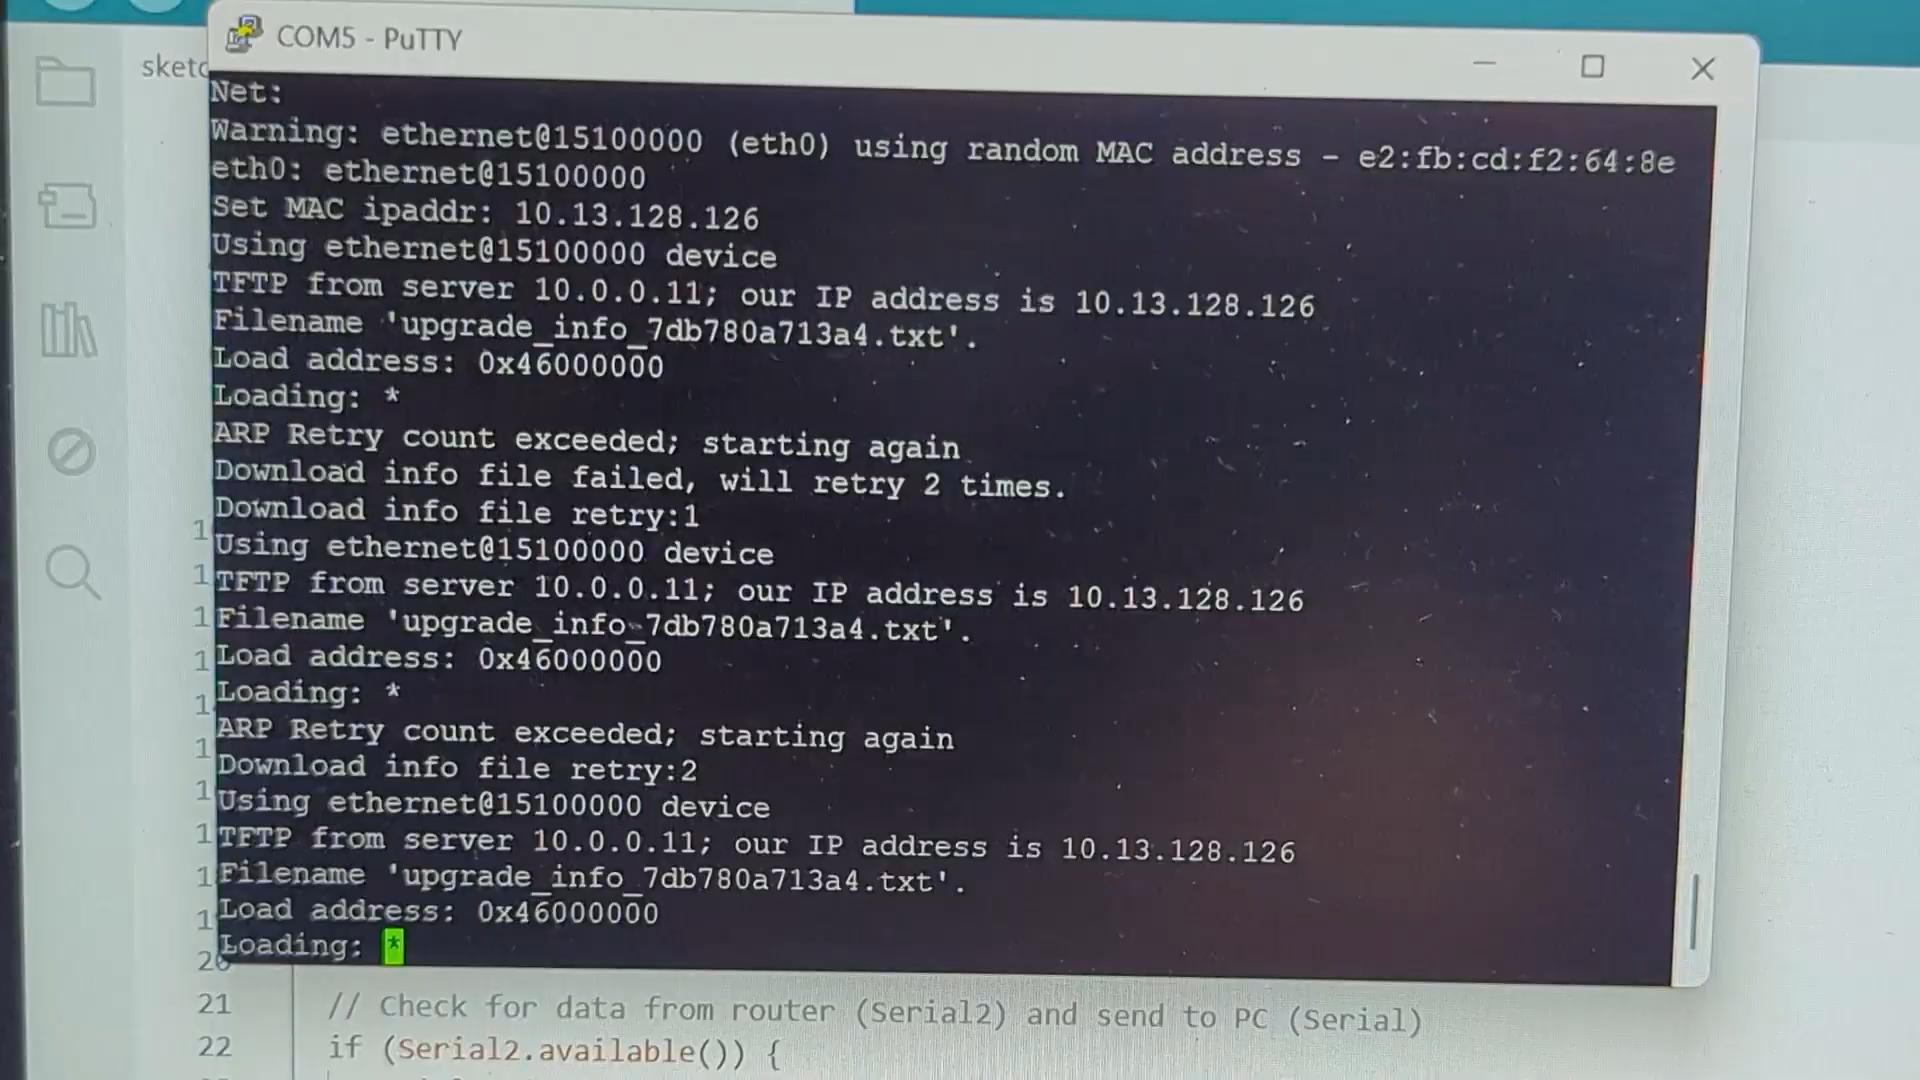 COM5 - PuTTY
Net:
Warning: ethernet@15100000 (eth0) using random MAC address - e2:fb:cd:f2:64:8e
eth0: ethernet@15100000
Set MAC ipaddr: 10.13.128.126
Using ethernet@15100000 device
TFTP from server 10.0.0.11; our IP address is 10.13.128.126
Filename 'upgrade_info_7db780a713a4.txt'.
Load address: 0x46000000
Loading: *
ARP Retry count exceeded; starting again
Download info file failed, will retry 2 times.
Download info file retry:1
Using ethernet@15100000 device
TFTP from server 10.0.0.11; our IP address is 10.13.128.126
Filename 'upgrade_info_7db780a713a4.txt'.
Load address: 0x46000000
Loading: *
ARP Retry count exceeded; starting again
Download info file retry:2
Using ethernet@15100000 device
TFTP from server 10.0.0.11; our IP address is 10.13.128.126
Filename 'upgrade_info_7db780a713a4.txt'.
Load address: 0x46000000
Loading: *
20
21 // Check for data from router (Serial2) and send to PC (Serial)
22 if (Serial2.available()) {